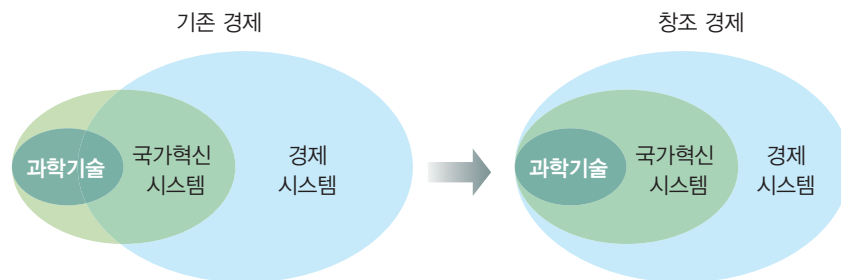 기존 경제
창조 경제
과학기술
국가혁신
시스템
경제
시스템
과학기술
국가혁신
시스템
경제
시스템